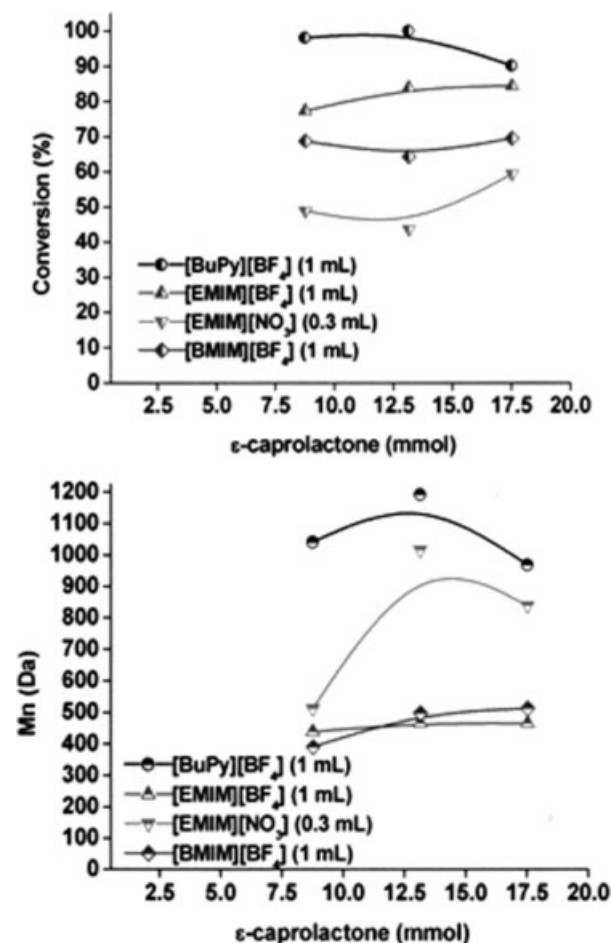 100
90
80
70
60
50
40
30
20
10
0
Conversion (%)
[BuPy][BF₄] (1 mL)
[EMIM][BF₄] (1 mL)
[EMIM][NO₃] (0.3 mL)
[BMIM][BF₄] (1 mL)
2.5 5.0 7.5 10.0 12.5 15.0 17.5 20.0
ε-caprolactone (mmol)
1200
1100
1000
900
800
700
600
500
400
300
200
100
0
Mn (Da)
[BuPy][BF₄] (1 mL)
[EMIM][BF₄] (1 mL)
[EMIM][NO₃] (0.3 mL)
[BMIM][BF₄] (1 mL)
2.5 5.0 7.5 10.0 12.5 15.0 17.5 20.0
ε-caprolactone (mmol)